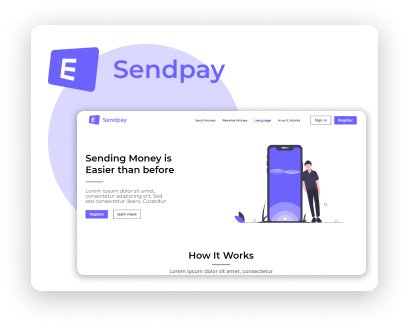 E Sendpay
E Sendpay Send Money Receive Money Language How It Works Sign In Register
Sending Money is
Easier than before
Lorem ipsum dolor sit amet,
consectetur adipiscing elit. Sed
sed consectetur libero. Curabitur.
Register learn more
How It Works
Lorem ipsum dolor sit amet, consectetur